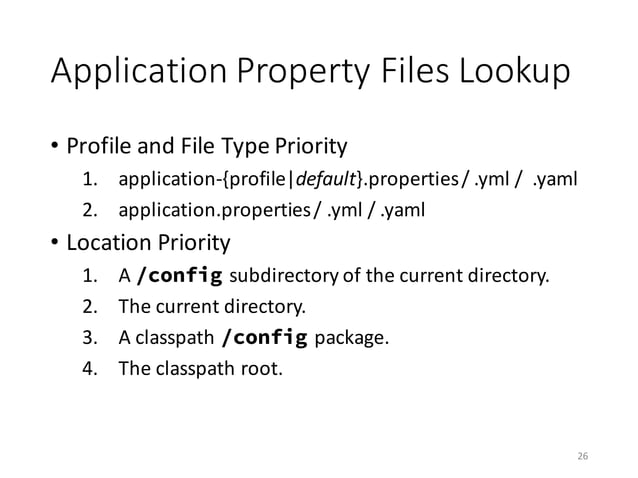 Application Property Files Lookup
• Profile and File Type Priority
1. application-{profile|default}.properties / .yml / .yaml
2. application.properties / .yml / .yaml
• Location Priority
1. A /config subdirectory of the current directory.
2. The current directory.
3. A classpath /config package.
4. The classpath root.
26